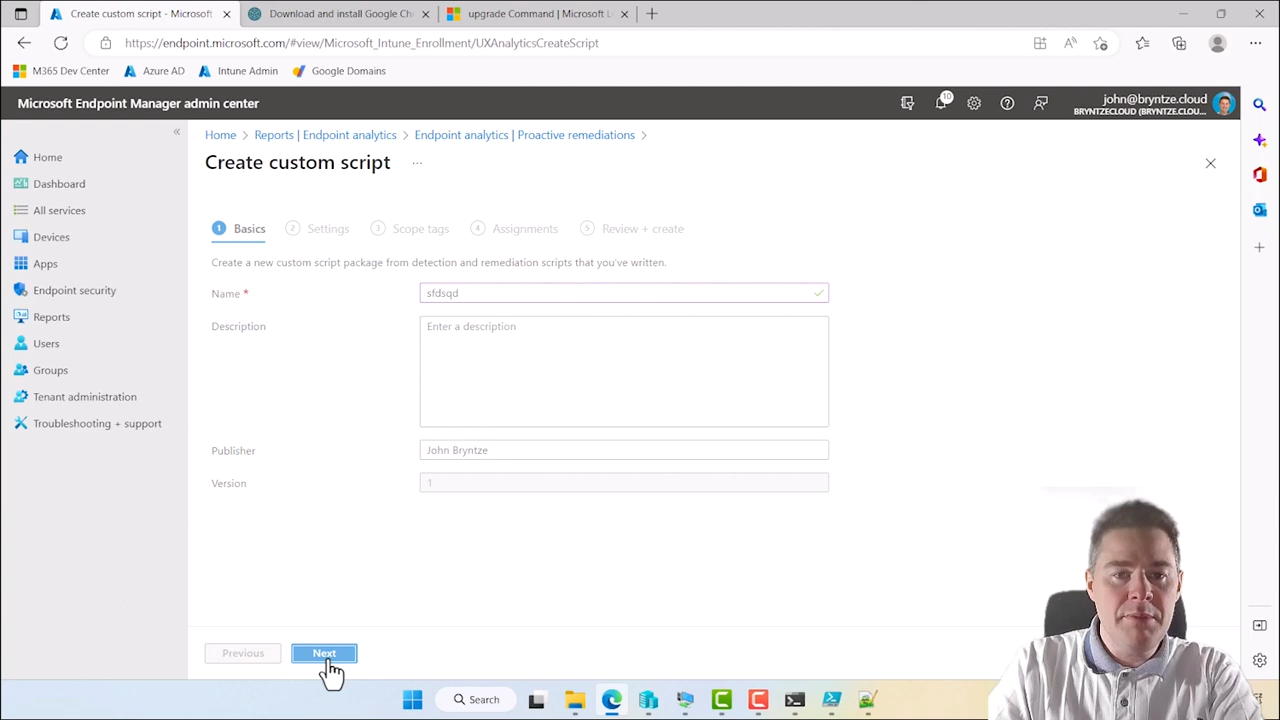 Create custom script - Microsoft
Download and install Google Ch
upgrade Command | Microsoft L
https://endpoint.microsoft.com/#view/Microsoft_Intune_Enrollment/UXAnalyticsCreateScript
M365 Dev Center
Azure AD
Intune Admin
Google Domains
Microsoft Endpoint Manager admin center
10
john@bryntze.cloud
BRYNTZECLOUD (BRYNTZE.CLOU...
Home
Dashboard
All services
Devices
Apps
Endpoint security
Reports
Users
Groups
Tenant administration
Troubleshooting + support
Home > Reports | Endpoint analytics > Endpoint analytics | Proactive remediations >
Create custom script ...
1 Basics 2 Settings 3 Scope tags 4 Assignments 5 Review + create
Create a new custom script package from detection and remediation scripts that you've written.
Name * sfdsqd
Description Enter a description
Publisher John Bryntze
Version 1
Previous Next
Search